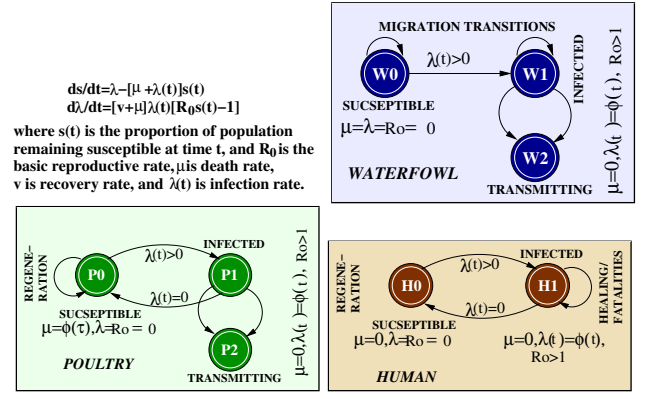 ds/dt=λ−[μ +λ(t)]s(t)
dλ/dt=[v+μ]λ(t)[R0s(t)−1]
where s(t) is the proportion of population
remaining susceptible at time t, and R0 is the
basic reproductive rate, μ is death rate,
v is recovery rate, and λ(t) is infection rate.
MIGRATION TRANSITIONS
W0
λ(t)>0
W1
INFECTED
SUCSEPTIBLE
μ=λ=Ro= 0
W2
WATERFOWL
TRANSMITTING
μ=0,λ(t)=φ(t), Ro>1
REGENE−
RATION
P0
λ(t)>0
INFECTED
P1
λ(t)=0
SUCSEPTIBLE
μ=φ(τ),λ=Ro= 0
P2
POULTRY
TRANSMITTING
μ=0,λ(t)=φ(t), Ro>1
REGENE−
RATION
H0
λ(t)>0
INFECTED
H1
λ(t)=0
HEALING/
FATALITIES
SUCSEPTIBLE
μ=0,λ=Ro= 0
μ=0,λ(t)=φ(t),
Ro>1
HUMAN